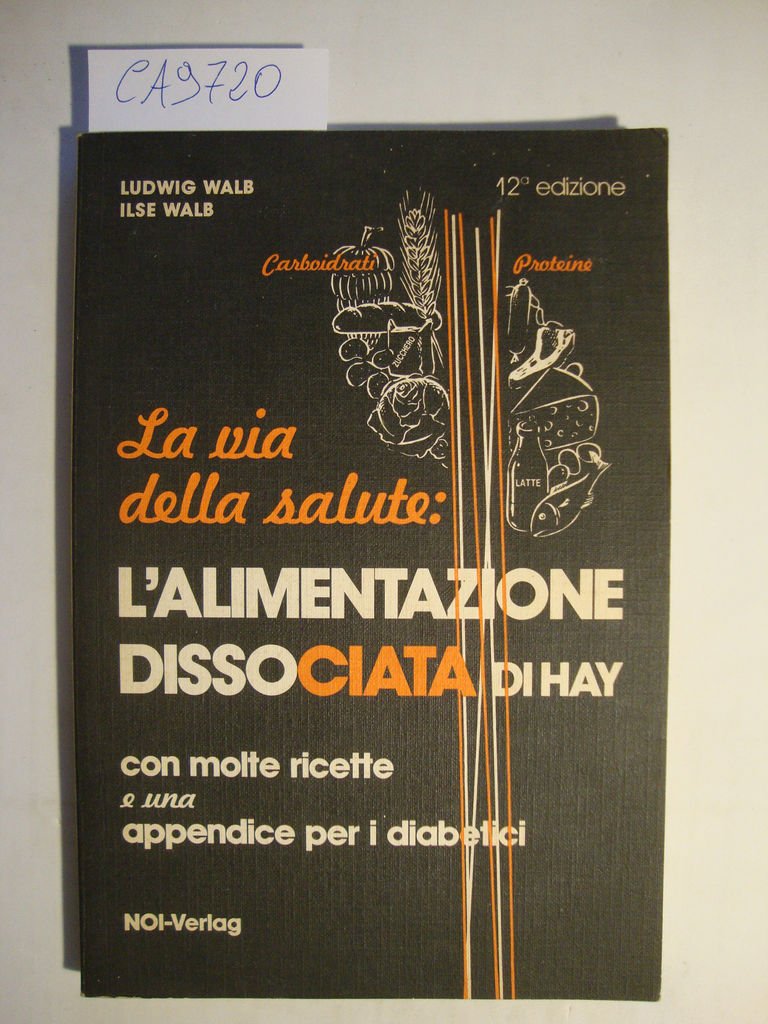 CA9720
LUDWIG WALB
ILSE WALB
12ª edizione
Carboidrati
Proteine
ZUCCHERO
LATTE
La via
della salute:
L'ALIMENTAZIONE
DISSOCIATA DI HAY
con molte ricette
e una
appendice per i diabetici
NOI-Verlag